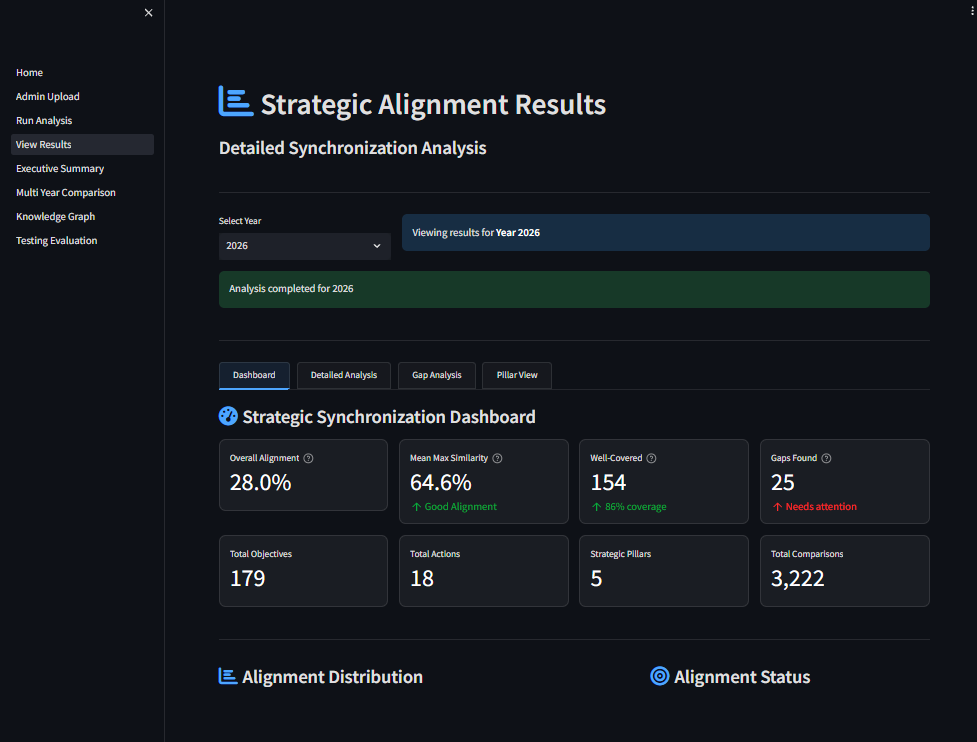 Home
Admin Upload
Run Analysis
View Results
Executive Summary
Multi Year Comparison
Knowledge Graph
Testing Evaluation
Strategic Alignment Results
Detailed Synchronization Analysis
Select Year
2026
Viewing results for Year 2026
Analysis completed for 2026
Dashboard
Detailed Analysis
Gap Analysis
Pillar View
Strategic Synchronization Dashboard
Overall Alignment
28.0%
Mean Max Similarity
64.6%
↑ Good Alignment
Well-Covered
154
↑ 86% coverage
Gaps Found
25
↑ Needs attention
Total Objectives
179
Total Actions
18
Strategic Pillars
5
Total Comparisons
3,222
Alignment Distribution
Alignment Status